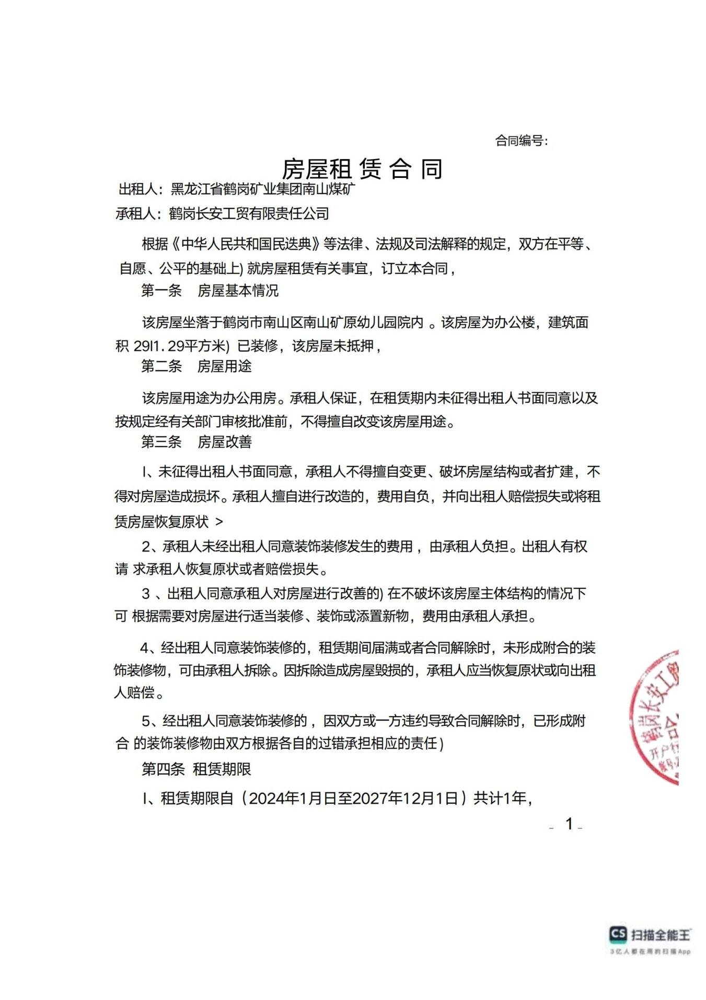 合同编号：
房屋租赁合同
出租人：黑龙江省鹤岗矿业集团南山煤矿
承租人：鹤岗长安工贸有限贵任公司
根据《中华人民共和国民迭典》等法律、法规及司法解释的规定，双方在平等、
自愿、公平的基础上) 就房屋租赁有关事宜，订立本合同，
第一条 房屋基本情况
该房屋坐落于鹤岗市南山区南山矿原幼儿园院内 。该房屋为办公楼，建筑面
积 29l1. 29平方米) 已装修，该房屋未抵押，
第二条 房屋用途
该房屋用途为办公用房。承租人保证，在租赁期内未征得出租人书面同意以及
按规定经有关部门审核批准前，不得擅自改变该房屋用途。
第三条 房屋改善
l、未征得出租人书面同意，承租人不得擅自变更、破坏房屋结构或者扩建，不
得对房屋造成损坏。承租人擅自进行改造的，费用自负，并向出租人赔偿损失或将租
赁房屋恢复原状 >
2、承租人未经出租人同意装饰装修发生的费用 ，由承租人负担。出租人有权
请 求承租人恢复原状或者赔偿损失。
3 、出租人同意承租人对房屋进行改善的) 在不破坏该房屋主体结构的情况下
可 根据需要对房屋进行适当装修、装饰或添置新物，费用由承租人承担。
4、经出租人同意装饰装修的，租赁期间届满或者合同解除时，未形成附合的装
饰装修物，可由承租人拆除。因拆除造成房屋毁损的，承租人应当恢复原状或向出租
人赔偿。
5、经出租人同意装饰装修的 ，因双方或一方违约导致合同解除时，已形成附
合 的装饰装修物由双方根据各自的过错承担相应的责任)
第四条 租赁期限
l、租赁期限自（2024年1月日至2027年12月1日）共计1年，
- 1 -
鹤岗长安工贸
合
开户行
账号:
CS 扫描全能王
3亿人都在用的扫描App